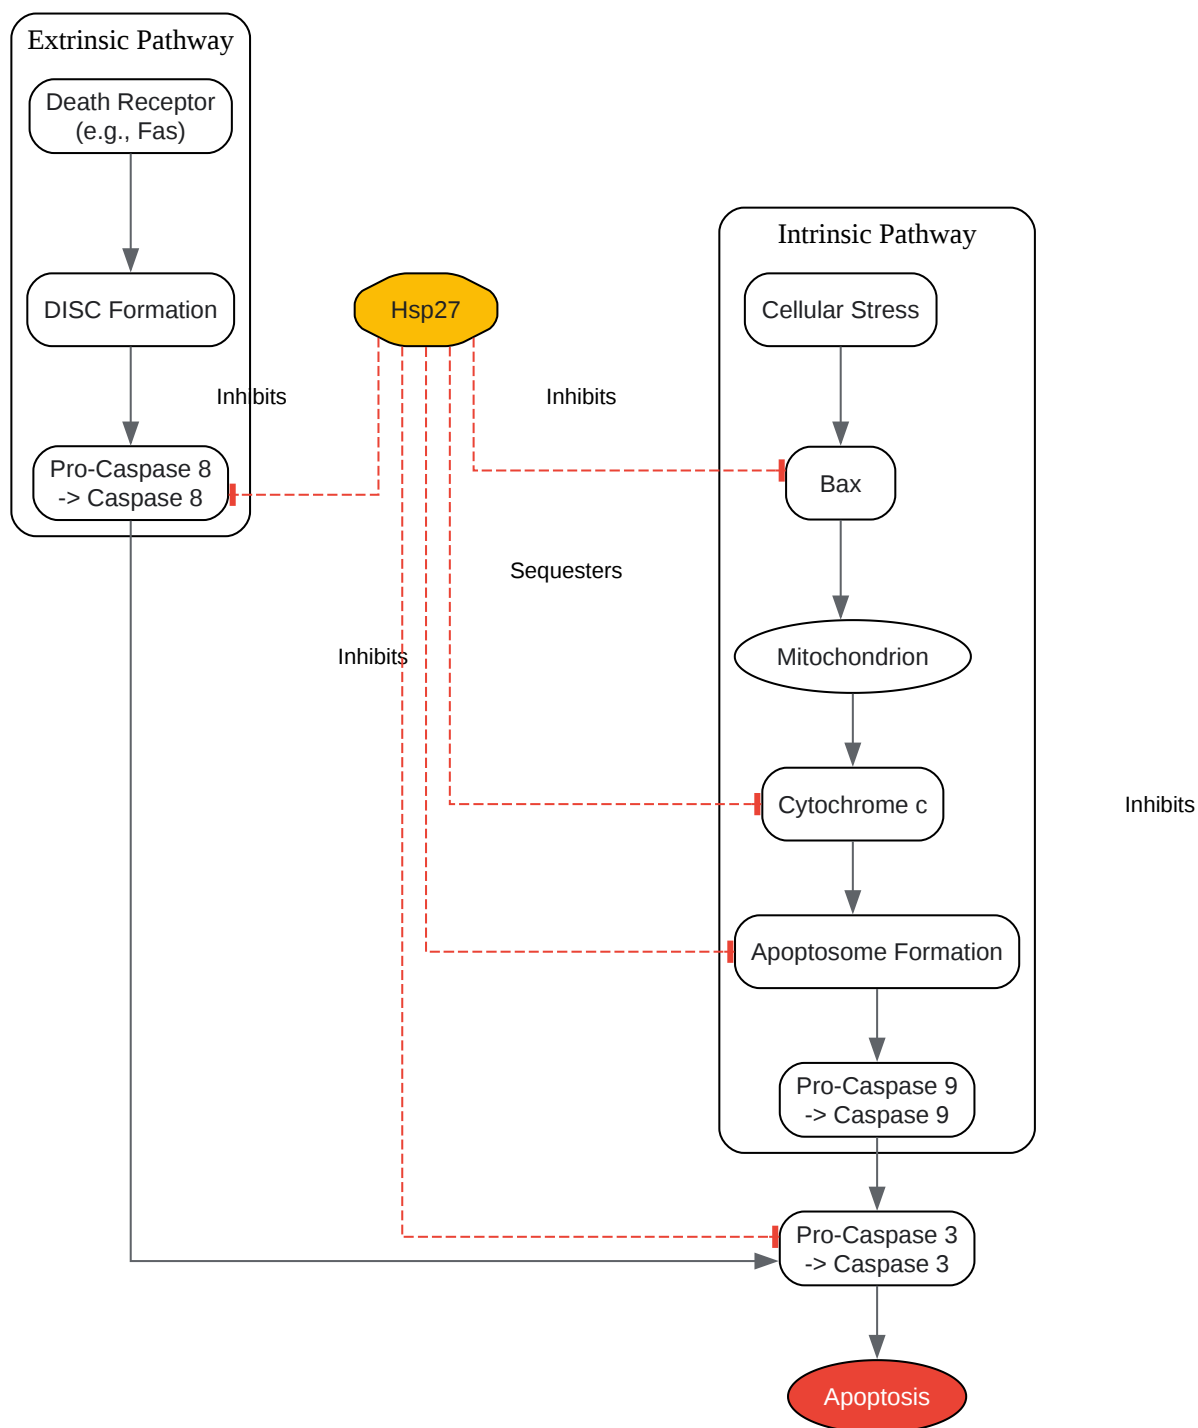 Extrinsic Pathway
Death Receptor
(e.g., Fas)
Intrinsic Pathway
DISC Formation
Hsp27
Cellular Stress
Inhibits
Inhibits
Pro-Caspase 8
-> Caspase 8
Bax
Sequesters
Inhibits
Mitochondrion
Cytochrome c
Inhibits
Apoptosome Formation
Pro-Caspase 9
-> Caspase 9
Pro-Caspase 3
-> Caspase 3
Apoptosis